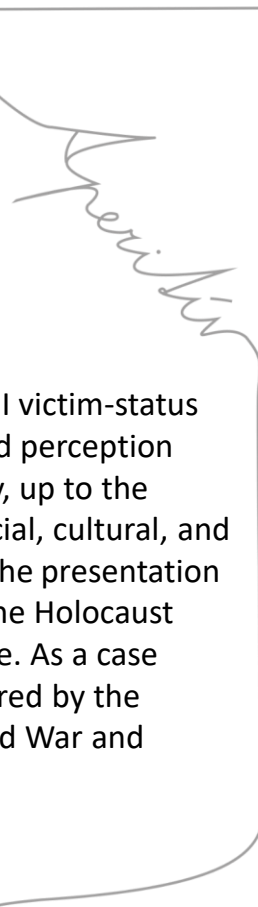 l victim-status
d perception
, up to the
cial, cultural, and
he presentation
ne Holocaust
e. As a case
red by the
d War and